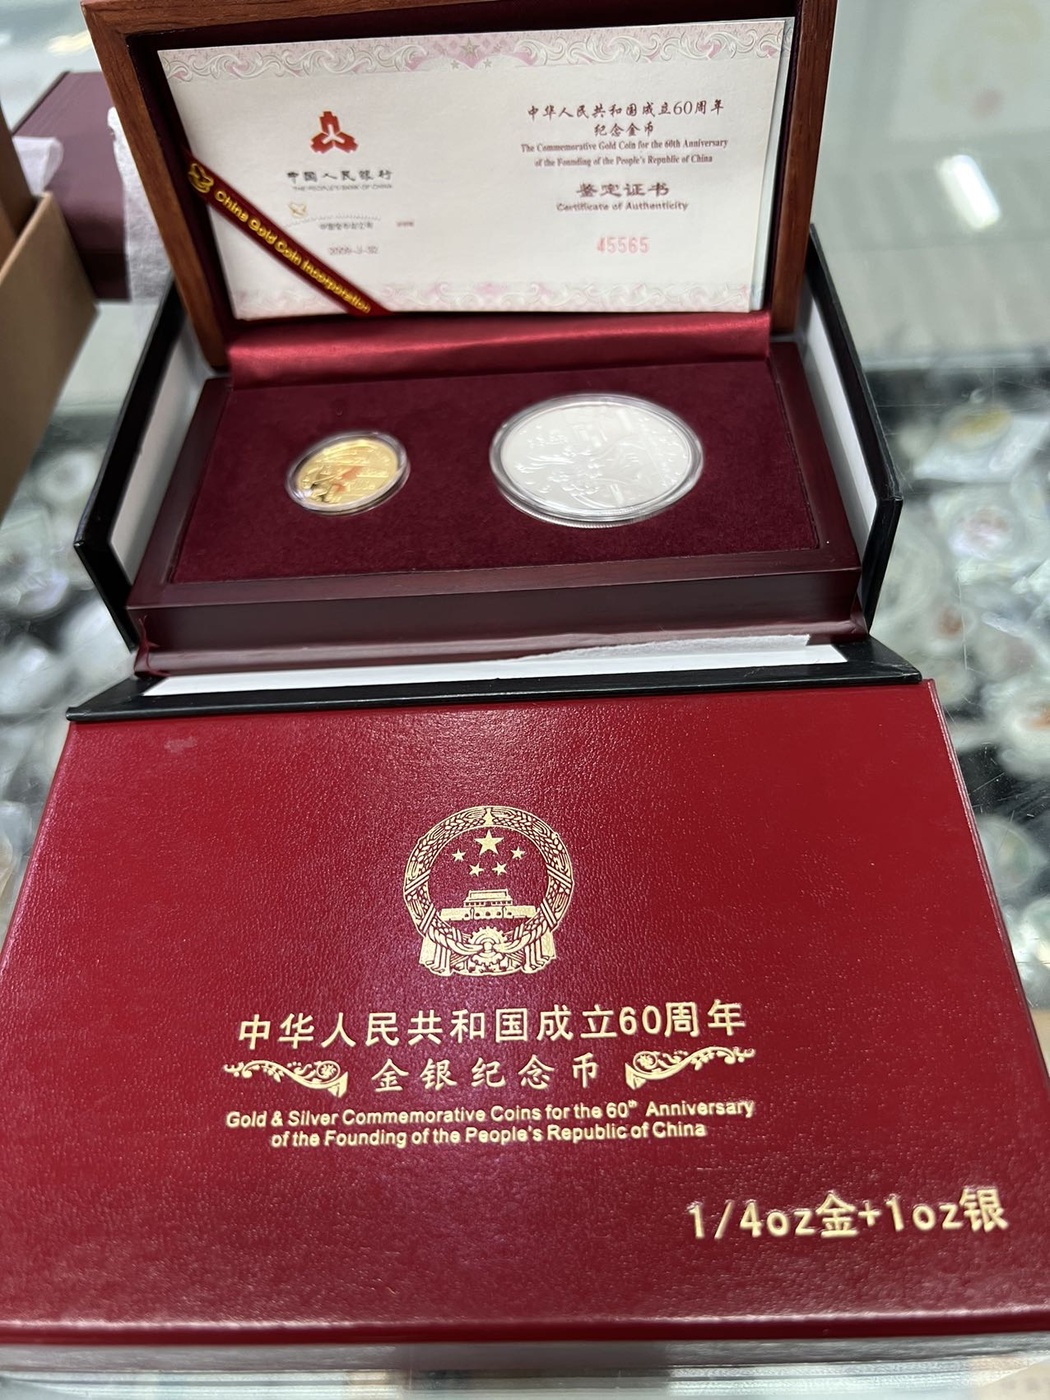 中国人民银行
THE PEOPLE'S BANK OF CHINA
China Gold Coin Incorporation
中华人民共和国成立60周年
纪念金币
The Commemorative Gold Coin for the 60th Anniversary
of the Founding of the People's Republic of China
鉴定证书
Certificate of Authenticity
45565
中华人民共和国成立60周年
金银纪念币
Gold & Silver Commemorative Coins for the 60th Anniversary
of the Founding of the People's Republic of China
1/4oz金+1oz银